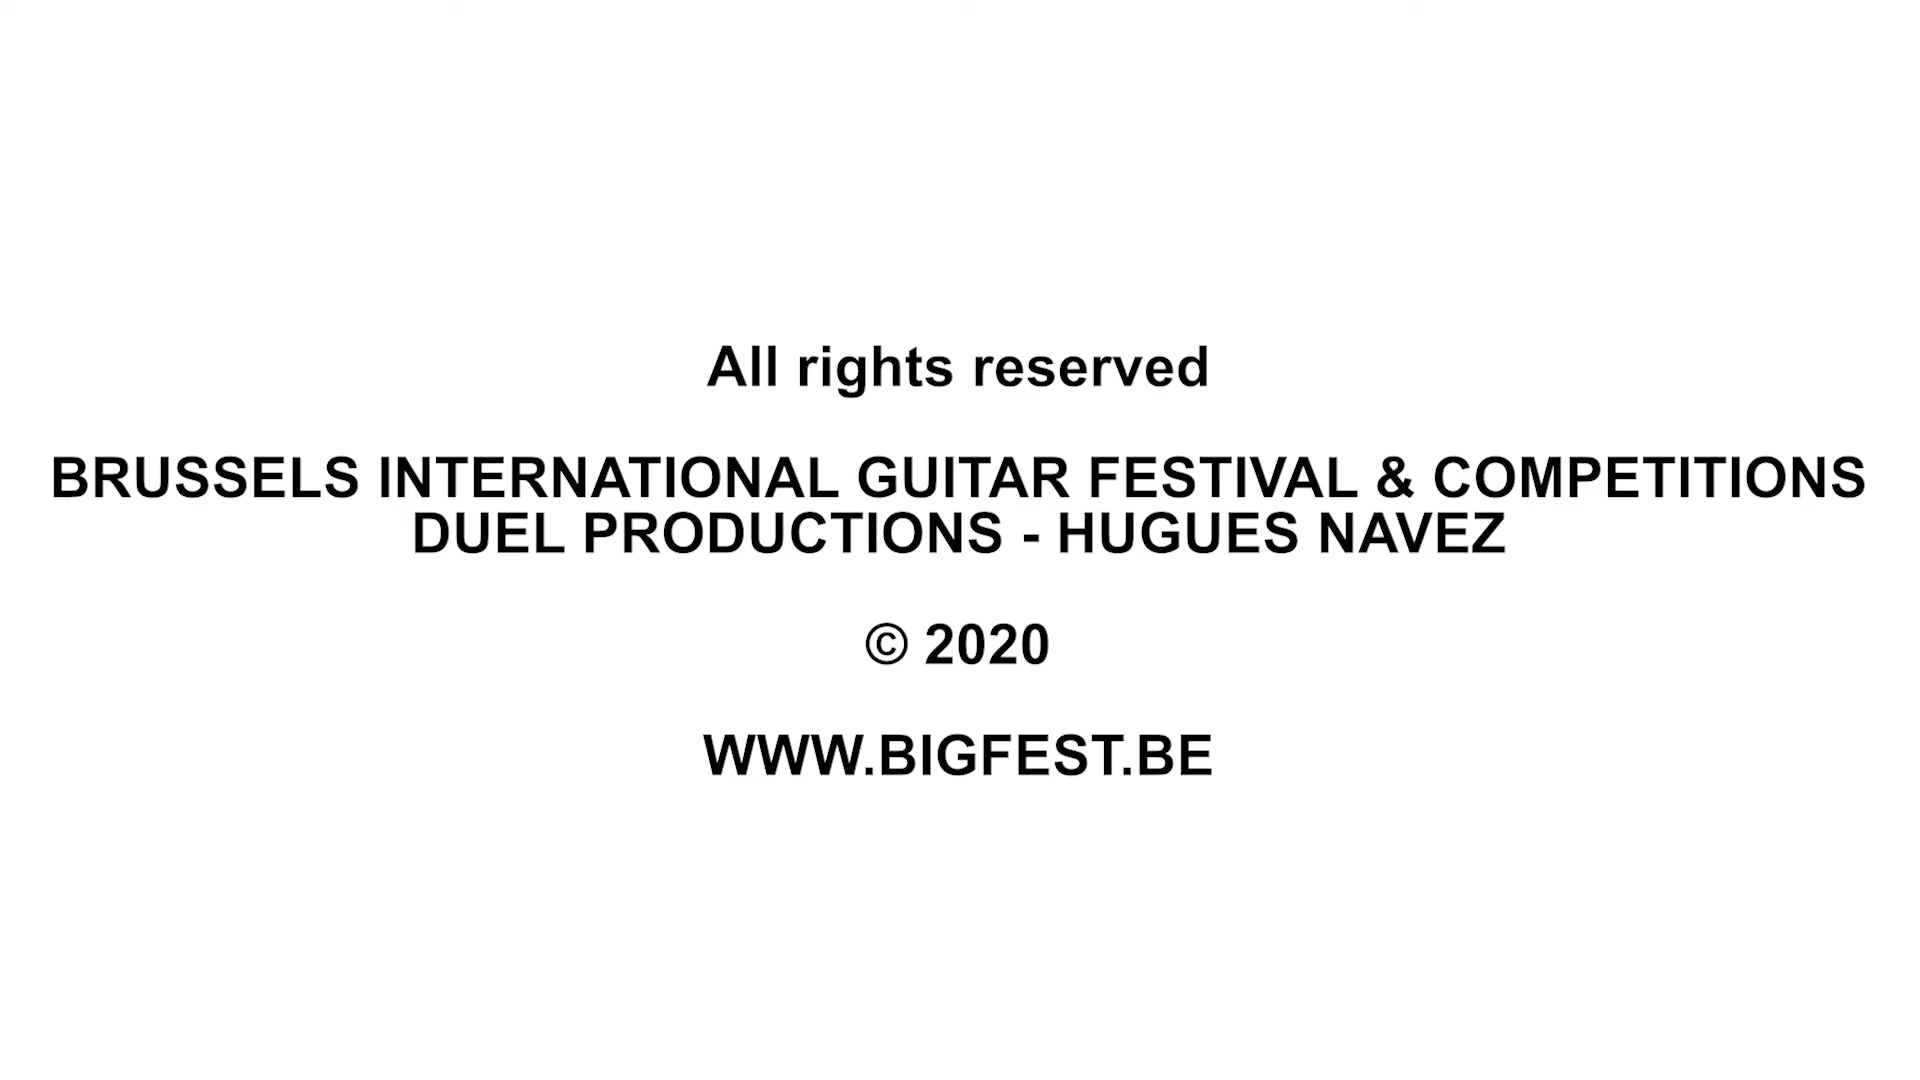 All rights reserved
BRUSSELS INTERNATIONAL GUITAR FESTIVAL & COMPETITIONS
DUEL PRODUCTIONS - HUGUES NAVEZ
© 2020
WWW.BIGFEST.BE